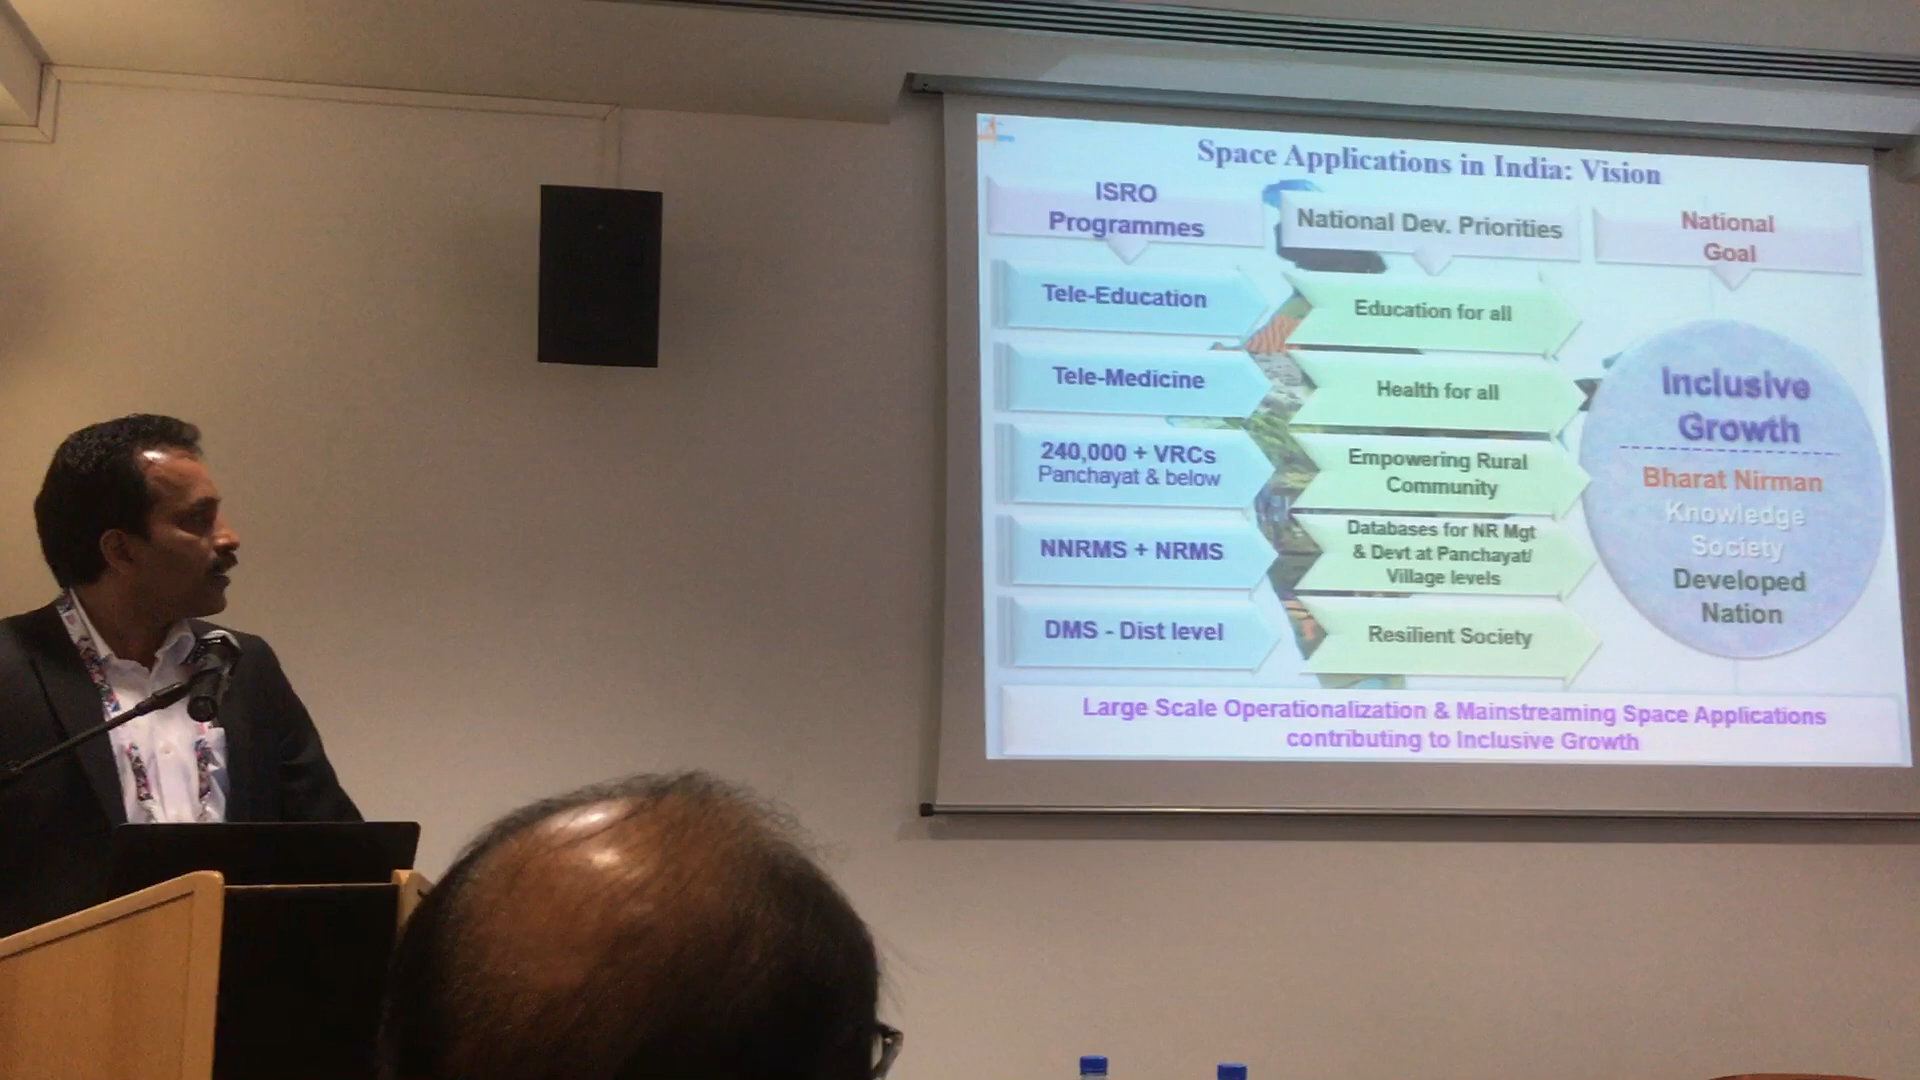 Space Applications in India: Vision
ISRO
Programmes
National Dev. Priorities
National
Goal
Tele-Education
Education for all
Tele-Medicine
Health for all
240,000 + VRCs
Panchayat & below
Empowering Rural
Community
NNRMS + NRMS
Databases for NR Mgt
& Devt at Panchayat/
Village levels
DMS - Dist level
Resilient Society
Inclusive
Growth
Bharat Nirman
Knowledge
Society
Developed
Nation
Large Scale Operationalization & Mainstreaming Space Applications
contributing to Inclusive Growth